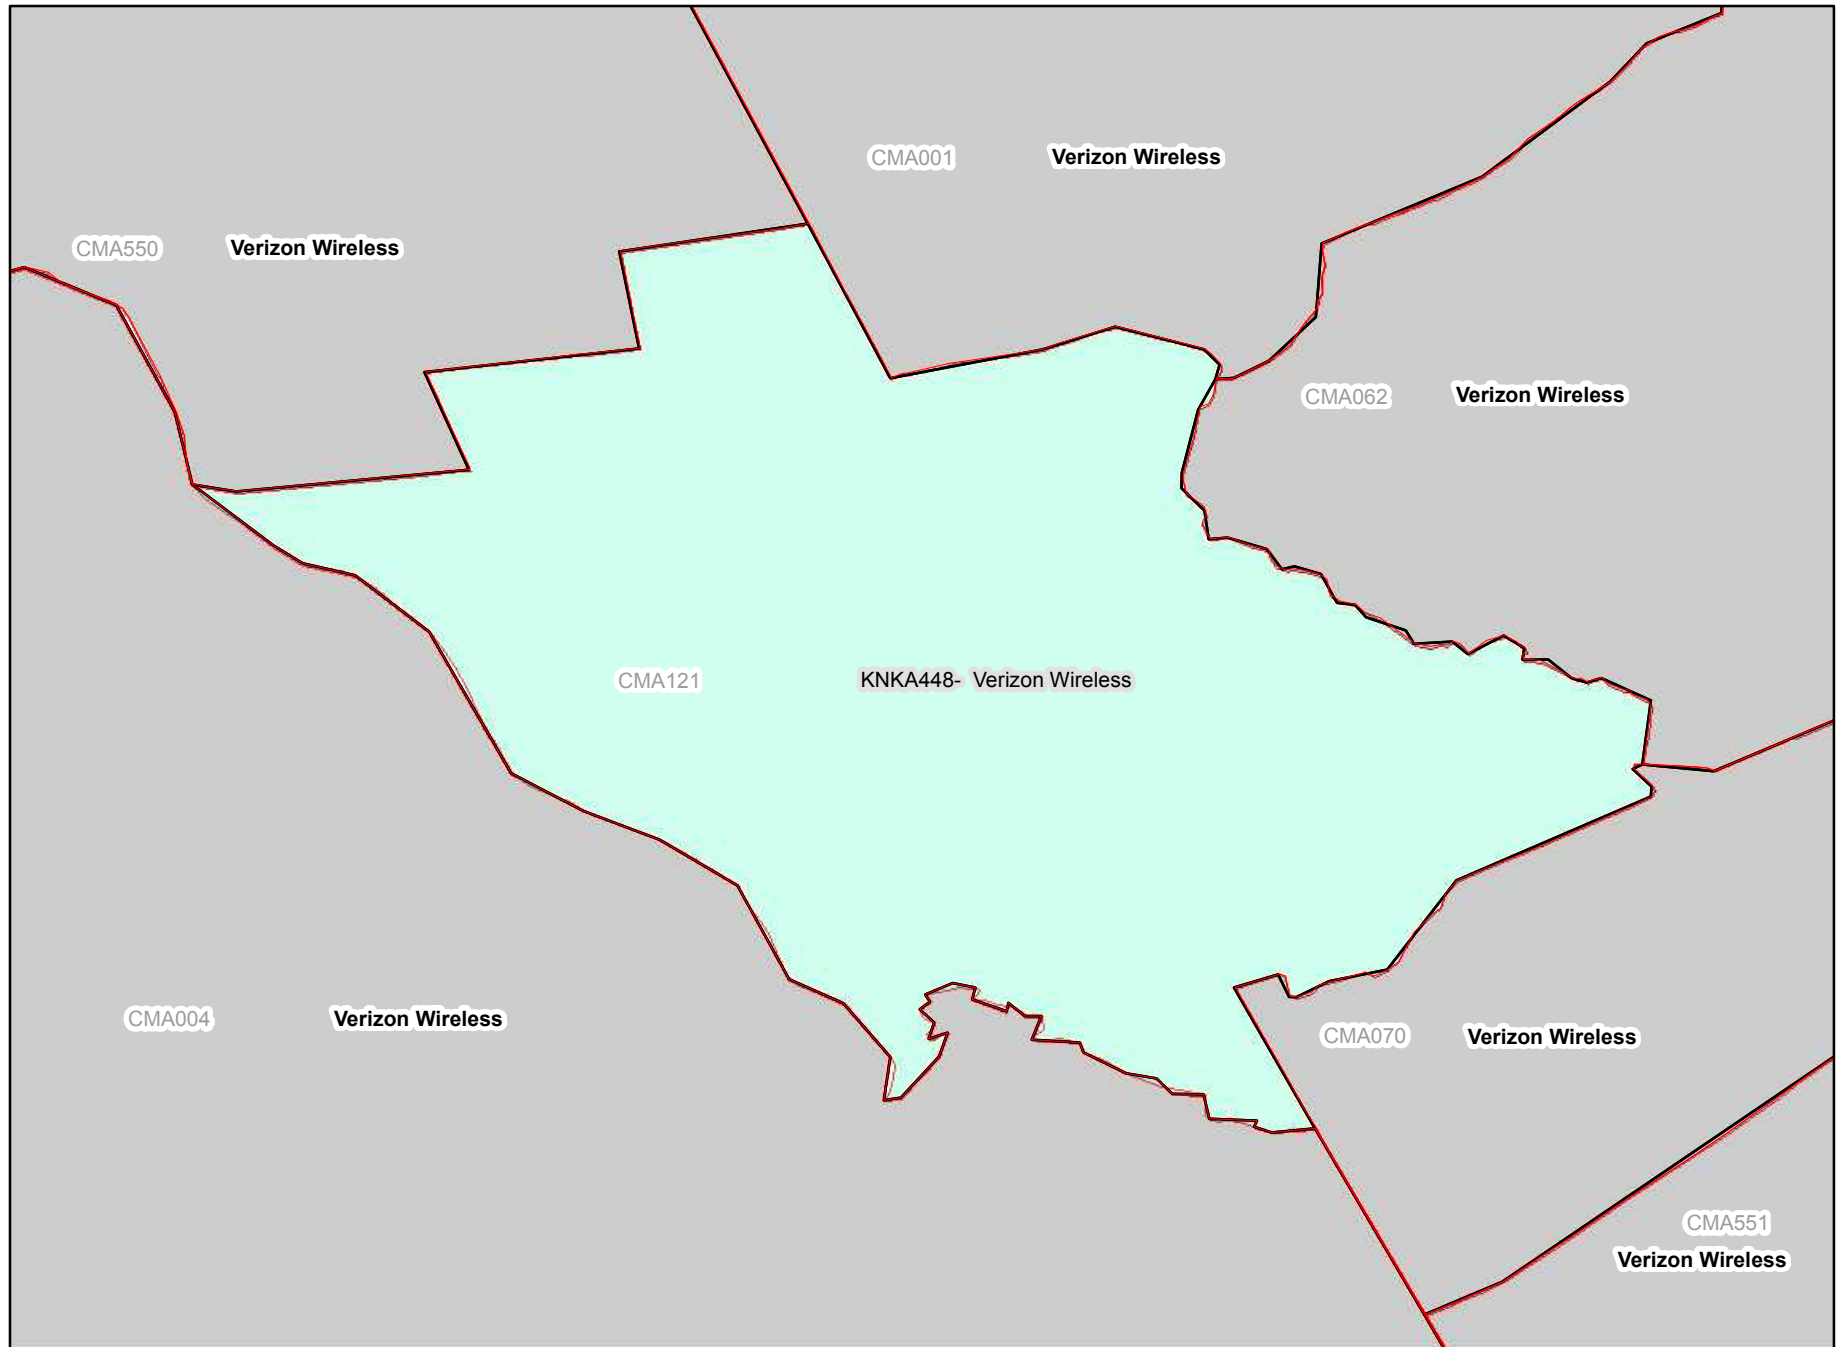 CMA001 Verizon Wireless
CMA550 Verizon Wireless
CMA062 Verizon Wireless
CMA121 KNKA448- Verizon Wireless
CMA004 Verizon Wireless
CMA070 Verizon Wireless
CMA551
Verizon Wireless